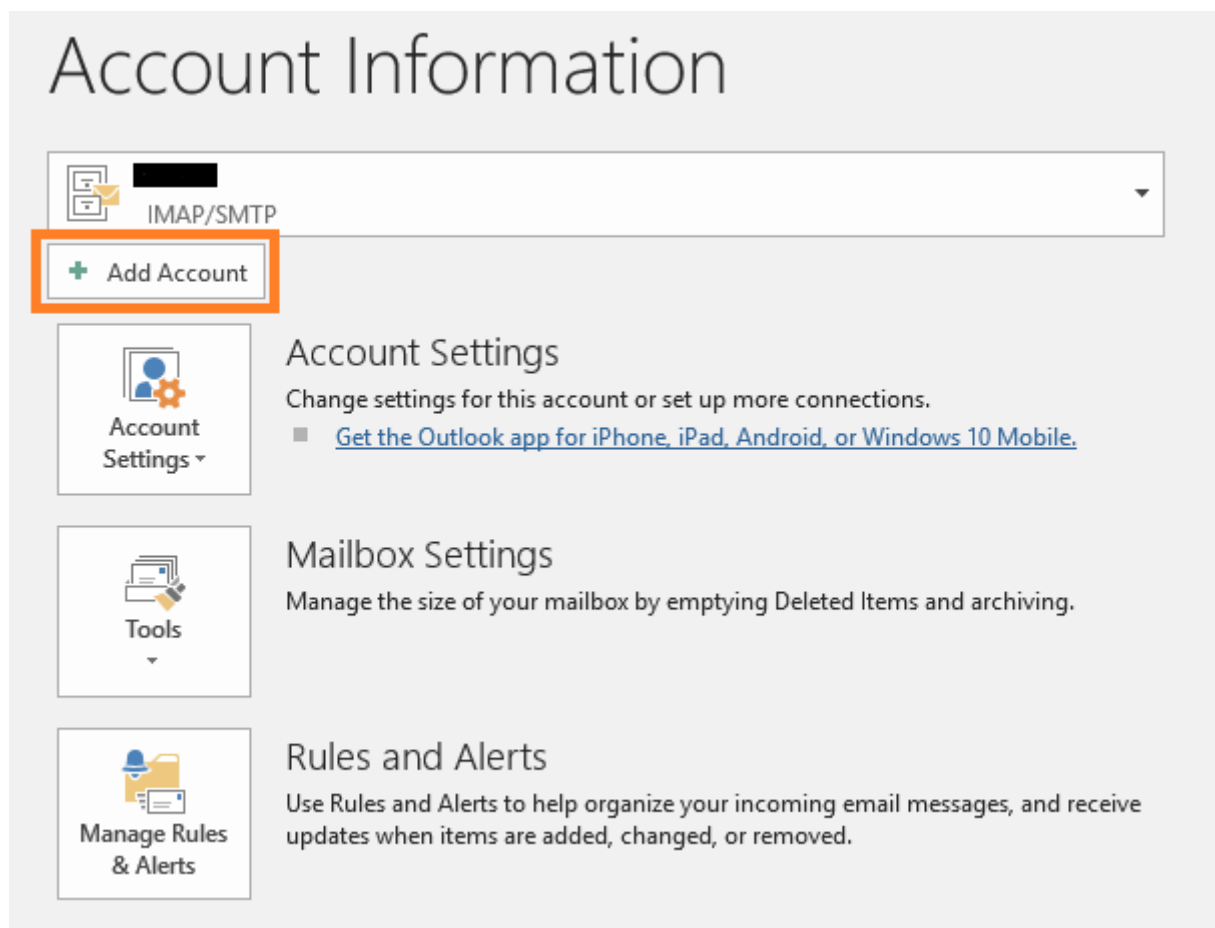 Account Information
IMAP/SMTP
Add Account
Account Settings
Change settings for this account or set up more connections.
Get the Outlook app for iPhone, iPad, Android, or Windows 10 Mobile.
Account
Settings
Mailbox Settings
Manage the size of your mailbox by emptying Deleted Items and archiving.
Tools
Rules and Alerts
Use Rules and Alerts to help organize your incoming email messages, and receive
updates when items are added, changed, or removed.
Manage Rules
& Alerts